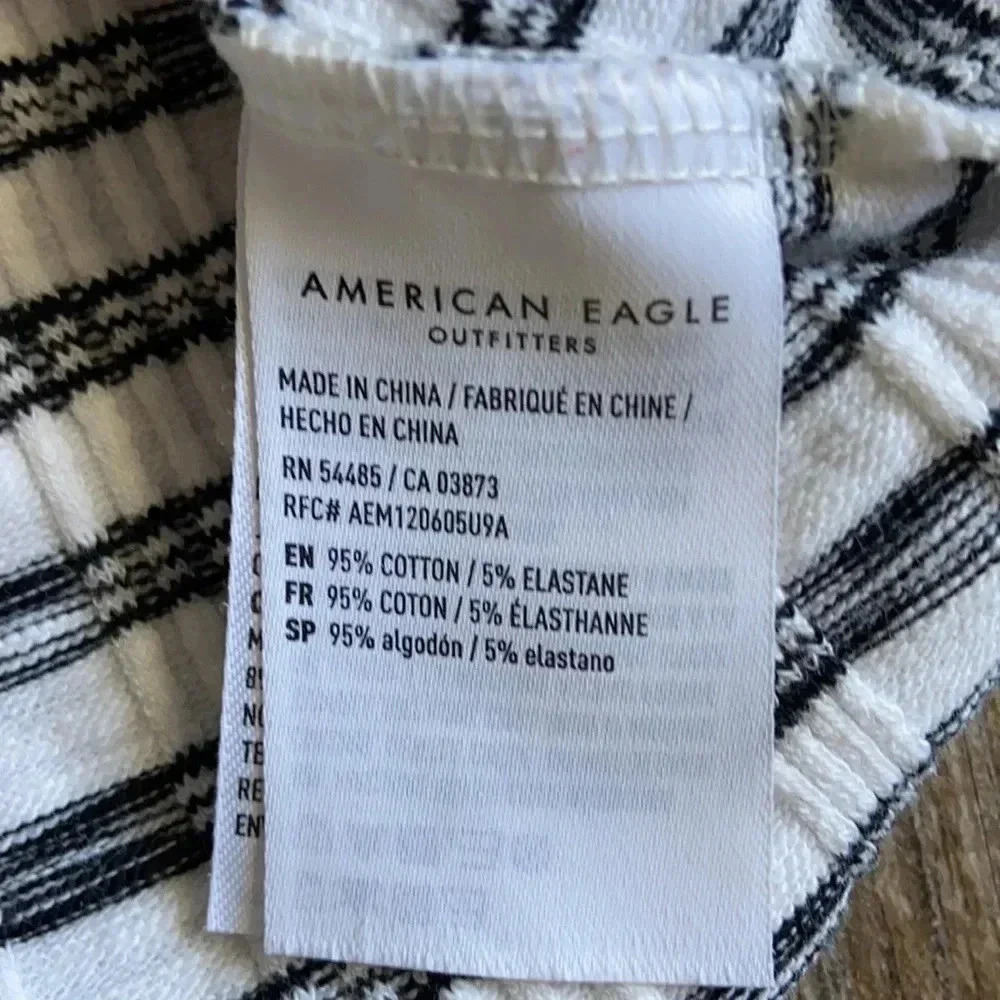 AMERICAN EAGLE
OUTFITTERS
MADE IN CHINA / FABRIQUÉ EN CHINE /
HECHO EN CHINA
RN 54485 / CA 03873
RFC# AEM120605U9A
EN 95% COTTON / 5% ELASTANE
FR 95% COTON / 5% ÉLASTHANNE
SP 95% algodón / 5% elastano